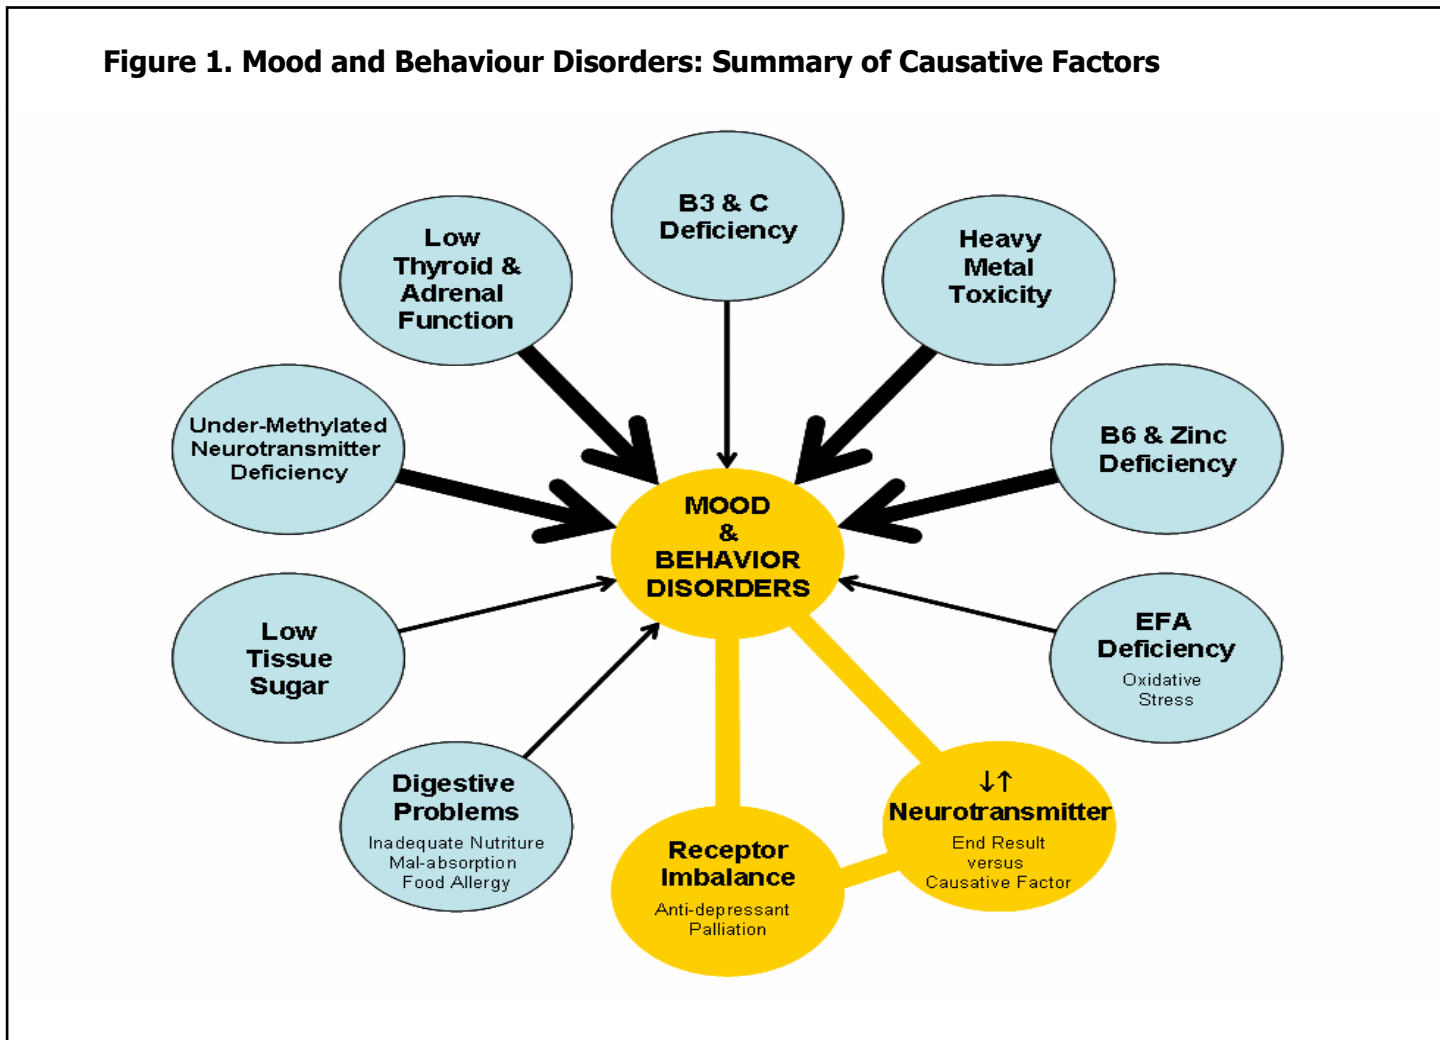 Figure 1. Mood and Behaviour Disorders: Summary of Causative Factors
B3 & C
Deficiency
Low
Thyroid &
Adrenal
Function
Heavy
Metal
Toxicity
Under-Methylated
Neurotransmitter
Deficiency
B6 & Zinc
Deficiency
MOOD
&
BEHAVIOR
DISORDERS
Low
Tissue
Sugar
EFA
Deficiency
Oxidative
Stress
Digestive
Problems
Inadequate Nutriture
Mal-absorption
Food Allergy
Receptor
Imbalance
Anti-depressant
Palliation
↓↑
Neurotransmitter
End Result
versus
Causative Factor